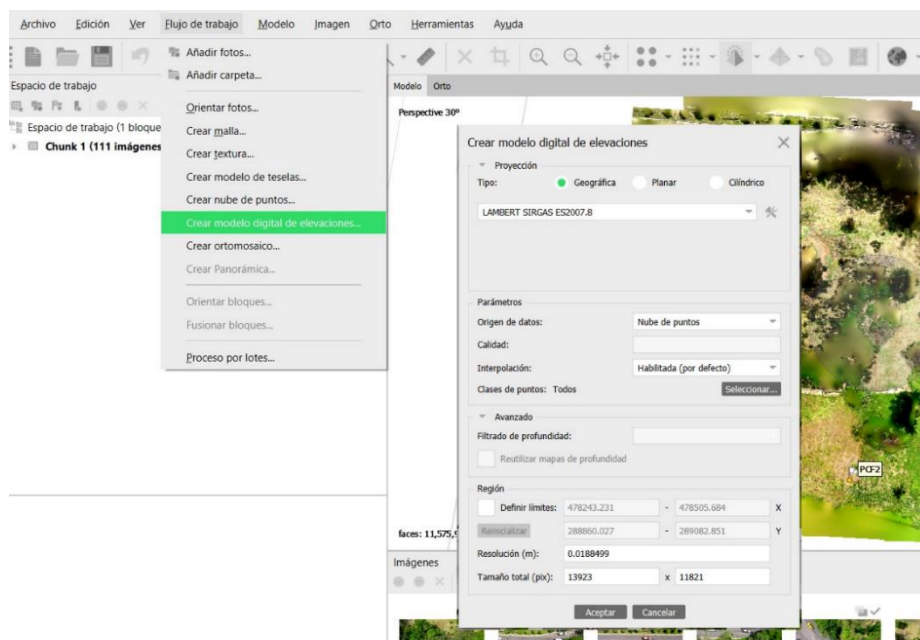 Archivo Edición Ver Flujo de trabajo Modelo Imagen Orto Herramientas Ayuda
Espacio de trabajo
Espacio de trabajo (1 bloque
Chunk 1 (111 imágenes
Añadir fotos...
Añadir carpeta...
Orientar fotos...
Crear malla...
Crear textura...
Crear modelo de teselas...
Crear nube de puntos...
Crear modelo digital de elevaciones...
Crear ortomosaico...
Crear Panorámica...
Orientar bloques...
Fusionar bloques...
Proceso por lotes...
Modelo Orto
Perspective 30°
Crear modelo digital de elevaciones
Proyección
Tipo: Geográfica Planar Cilíndrico
LAMBERT SIRGAS ES2007.8
Parámetros
Origen de datos: Nube de puntos
Calidad:
Interpolación: Habilitada (por defecto)
Clases de puntos: Todos Seleccionar...
Avanzado
Filtrado de profundidad:
Reutilizar mapas de profundidad
Región
Definir límites: 478243.231 - 478505.684 X
Reinicializar 288860.027 - 289082.851 Y
Resolución (m): 0.0188499
Tamaño total (pix): 13923 x 11821
Aceptar Cancelar
PCF2
faces: 11,575,9
Imágenes